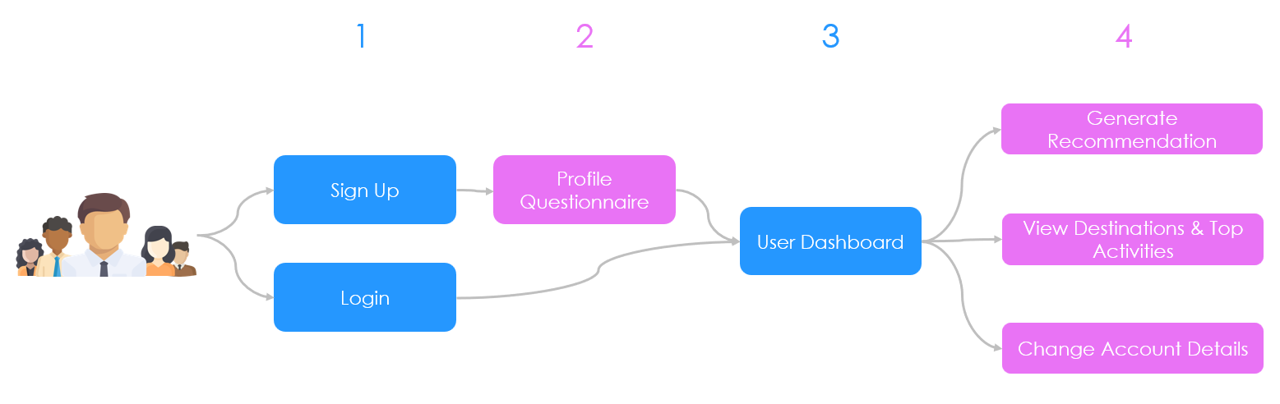 1
2
3
4
Sign Up
Profile
Questionnaire
Login
User Dashboard
Generate
Recommendation
View Destinations & Top
Activities
Change Account Details